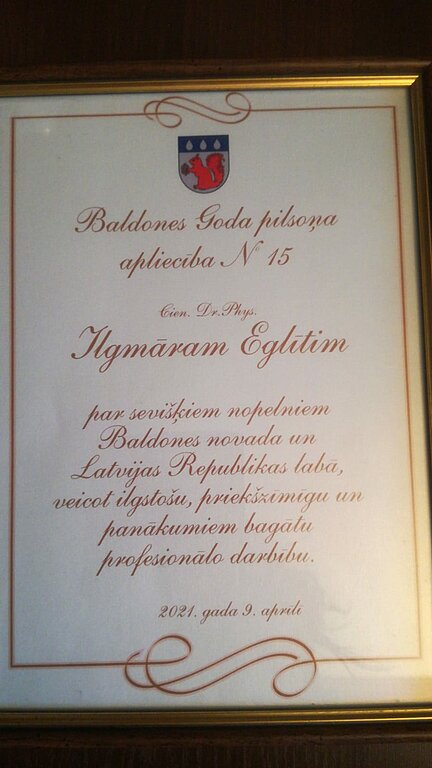 Baldones Goda pilsoņa
apliecība N 15
Cien. Dr.Phys.
Ilgmāram Eglītim
par sevišķiem nopelniem
Baldones novada un
Latvijas Republikas labā,
veicot ilgstošu, priekšzīmīgu un
panākumiem bagātu
profesionālo darbību.
2021. gada 9. aprīlī